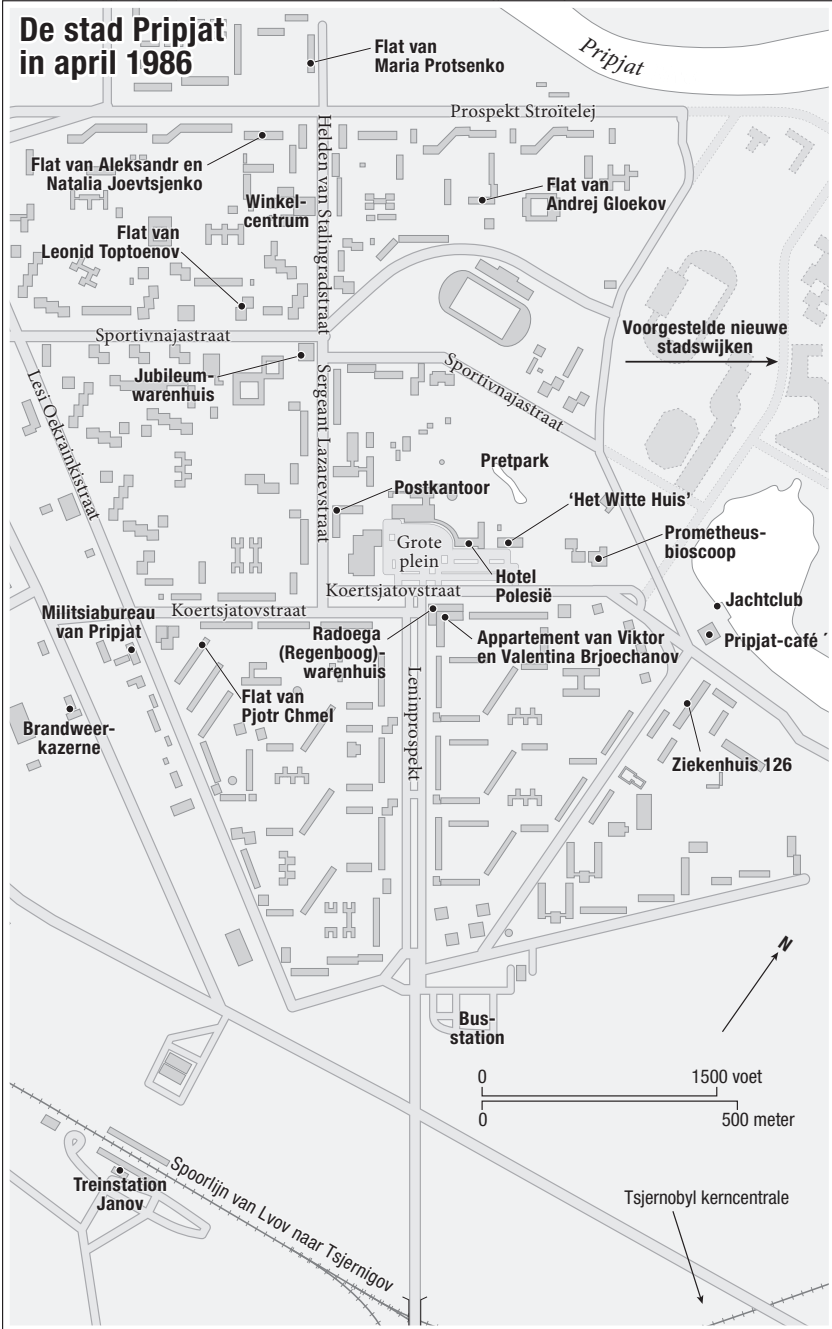 De stad Pripjat
in april 1986
Flat van
Maria Protsenko
Pripjat
Prospekt Stroïtelej
Helden van Stalingradstraat
Flat van Aleksandr en
Natalia Joevtsjenko
Winkel-
centrum
Flat van
Andrej Gloekov
Flat van
Leonid Toptoenov
Sportivnajastraat
Voorgestelde nieuwe
stadswijken
Jubileum-
warenhuis
Sportivnajastraat
Lesi Oekrainkistraat
Sergeant Lazarevstraat
Pretpark
Postkantoor
'Het Witte Huis'
Grote
plein
Prometheus-
bioscoop
Hotel
Polesië
Koertsjatovstraat
Jachtclub
Koertsjatovstraat
Militsiabureau
van Pripjat
Radoega
(Regenboog)-
warenhuis
Appartement van Viktor
en Valentina Brjoechanov
Pripjat-café
Flat van
Pjotr Chmel
Leninprospekt
Brandweer-
kazerne
Ziekenhuis 126
N
Bus-
station
0 1500 voet
0 500 meter
Spoorlijn van Lvov naar Tsjernigov
Treinstation
Janov
Tsjernobyl kerncentrale